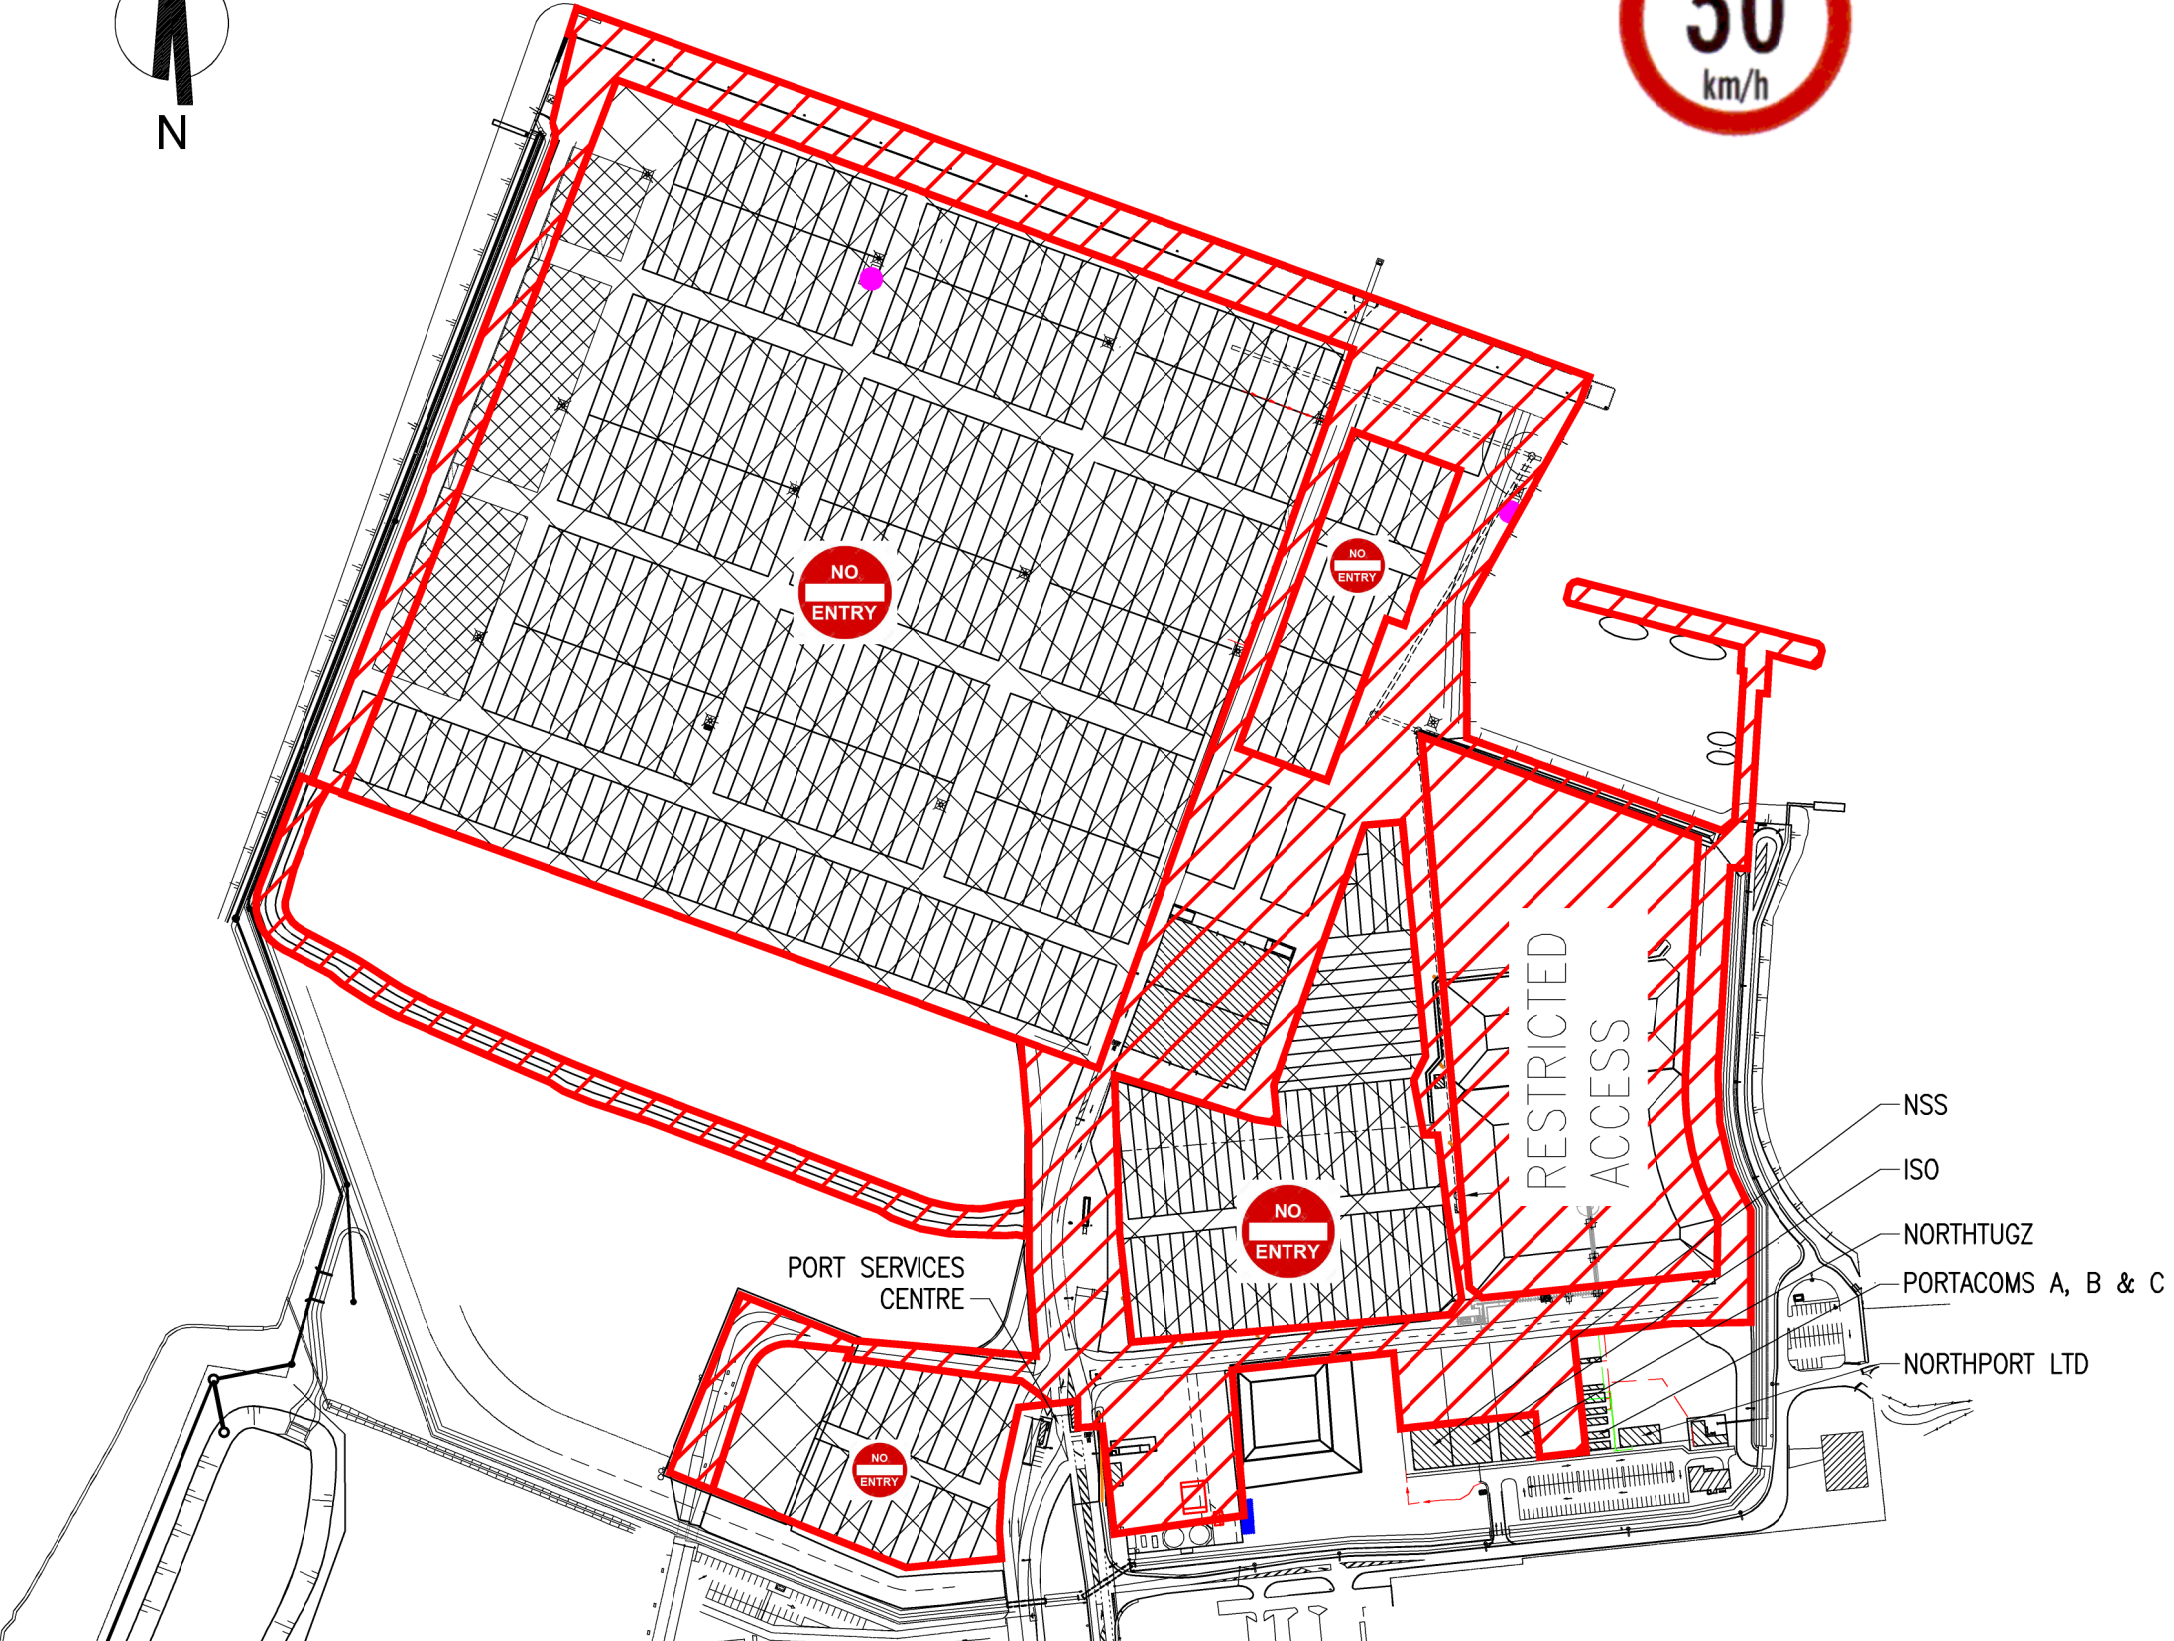 30
km/h
N
NO
ENTRY
NO
ENTRY
RESTRICTED
ACCESS
NSS
ISO
NORTHTUGZ
PORTACOMS A, B & C
NORTHPORT LTD
PORT SERVICES
CENTRE
NO
ENTRY
NO
ENTRY